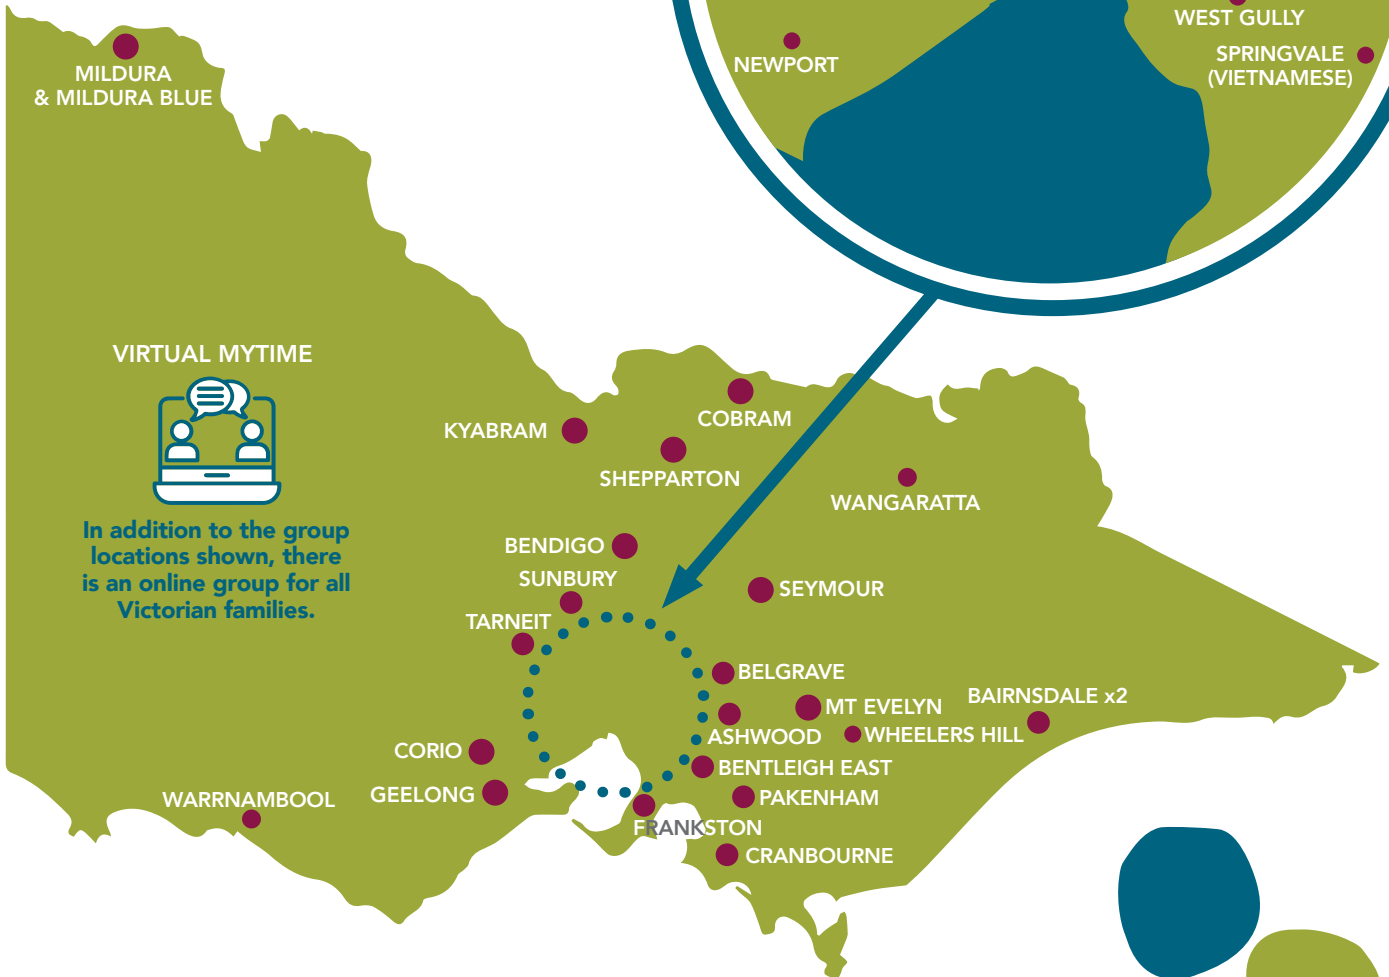 WEST GULLY
SPRINGVALE
(VIETNAMESE)
NEWPORT
MILDURA
& MILDURA BLUE
VIRTUAL MYTIME
In addition to the group
locations shown, there
is an online group for all
Victorian families.
COBRAM
KYABRAM
SHEPPARTON
WANGARATTA
BENDIGO
SUNBURY
SEYMOUR
TARNEIT
BELGRAVE
MT EVELYN
BAIRNSDALE x2
ASHWOOD
WHEELERS HILL
CORIO
BENTLEIGH EAST
GEELONG
PAKENHAM
WARRNAMBOOL
FRANKSTON
CRANBOURNE